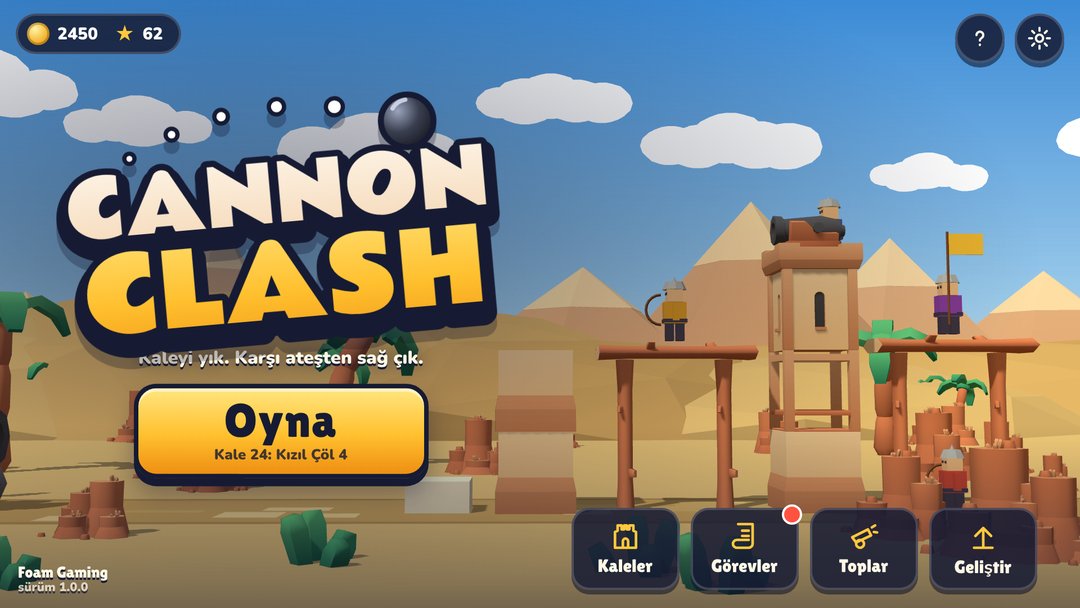 2450 62
?
CANNON
CLASH
Kaleyi yık. Karşı ateşten sağ çık.
Oyna
Kale 24: Kızıl Çöl 4
Kaleler
Görevler
Toplar
Geliştir
Foam Gaming
sürüm 1.0.0